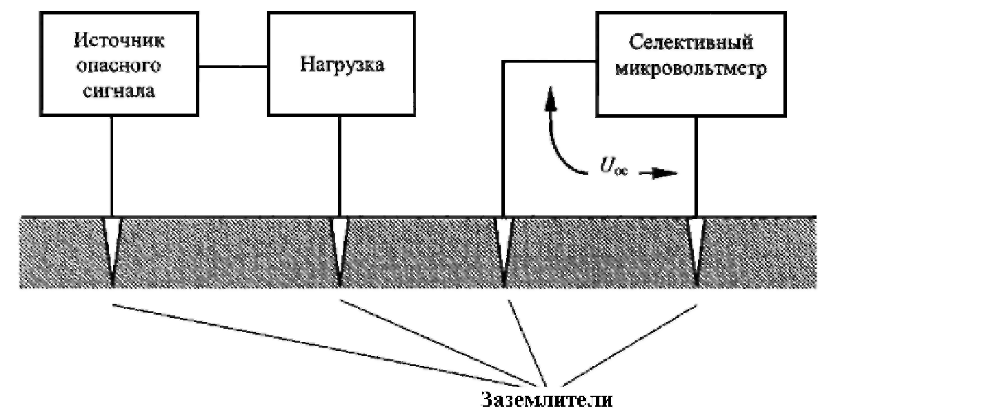 Источник
опасного
сигнала
Нагрузка
Селективный
микровольтметр
Uос
Заземлители